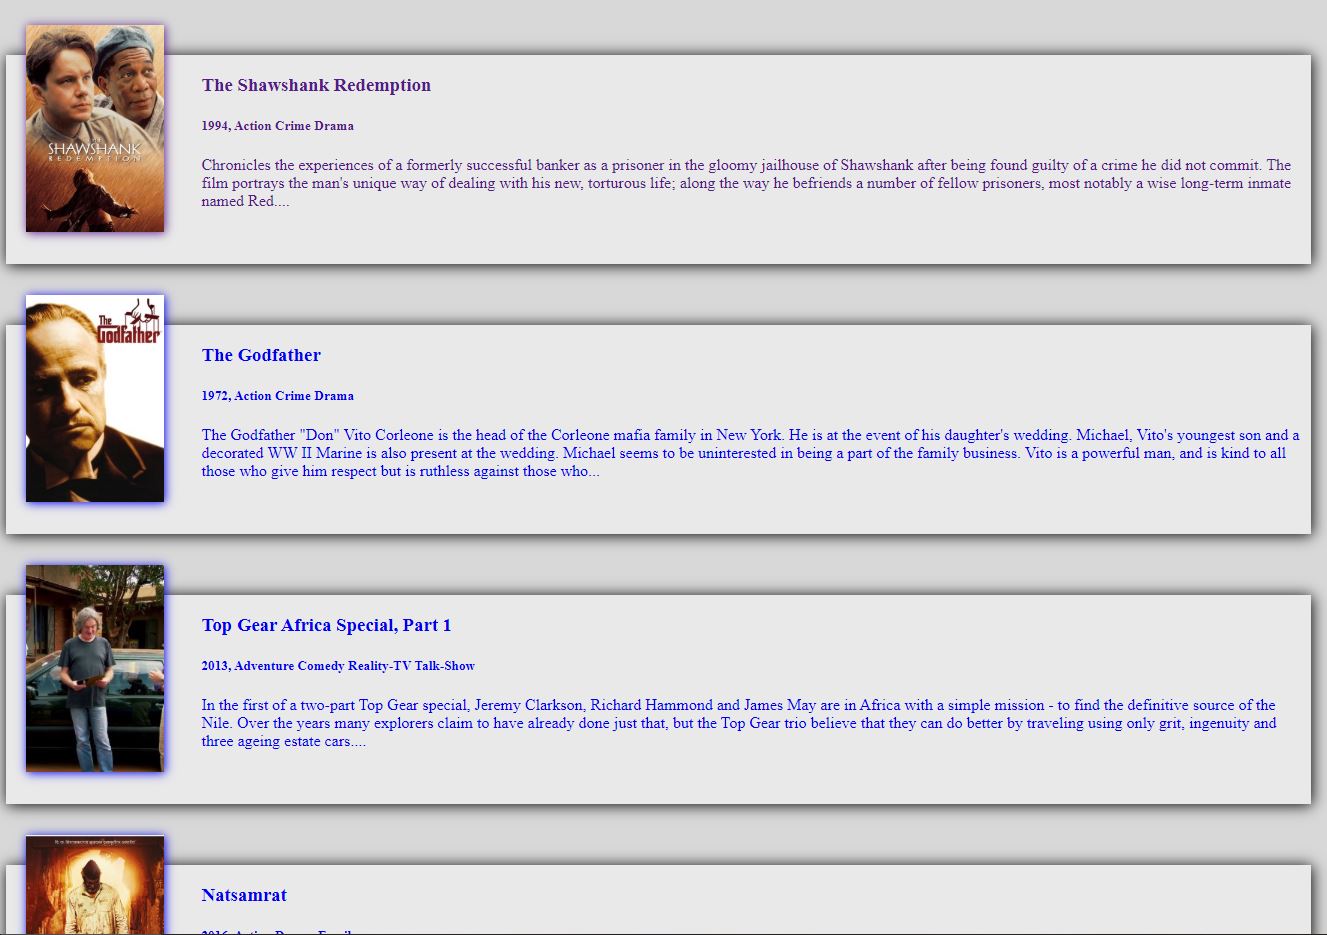 THE
SHAWSHANK
REDEMPTION
The Shawshank Redemption
1994, Action Crime Drama
Chronicles the experiences of a formerly successful banker as a prisoner in the gloomy jailhouse of Shawshank after being found guilty of a crime he did not commit. The
film portrays the man's unique way of dealing with his new, torturous life; along the way he befriends a number of fellow prisoners, most notably a wise long-term inmate
named Red....
The
Godfather
The Godfather
1972, Action Crime Drama
The Godfather "Don" Vito Corleone is the head of the Corleone mafia family in New York. He is at the event of his daughter's wedding. Michael, Vito's youngest son and a
decorated WW II Marine is also present at the wedding. Michael seems to be uninterested in being a part of the family business. Vito is a powerful man, and is kind to all
those who give him respect but is ruthless against those who...
Top Gear Africa Special, Part 1
2013, Adventure Comedy Reality-TV Talk-Show
In the first of a two-part Top Gear special, Jeremy Clarkson, Richard Hammond and James May are in Africa with a simple mission - to find the definitive source of the
Nile. Over the years many explorers claim to have already done just that, but the Top Gear trio believe that they can do better by traveling using only grit, ingenuity and
three ageing estate cars....
Natsamrat
2016, Action Drama Family